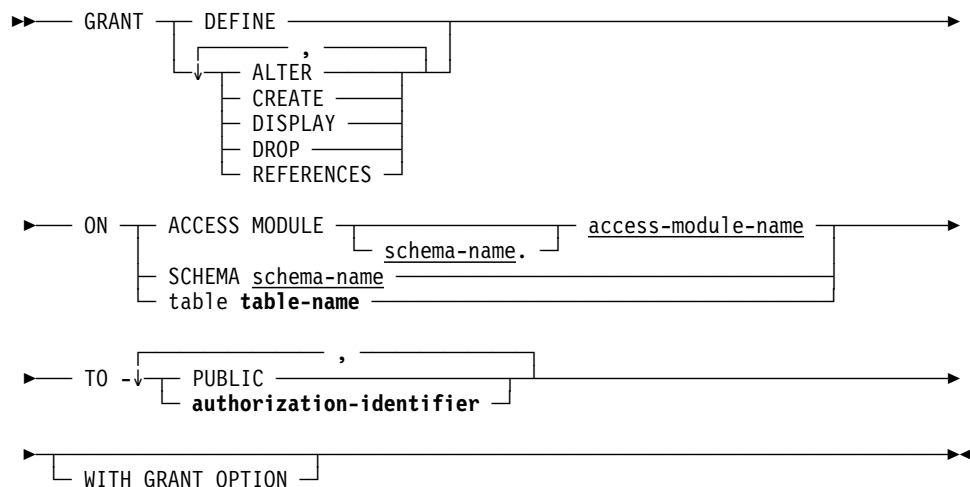 GRANT DEFINE
,
ALTER
CREATE
DISPLAY
DROP
REFERENCES
ON ACCESS MODULE schema-name. access-module-name
SCHEMA schema-name
table table-name
,
TO - PUBLIC
authorization-identifier
WITH GRANT OPTION